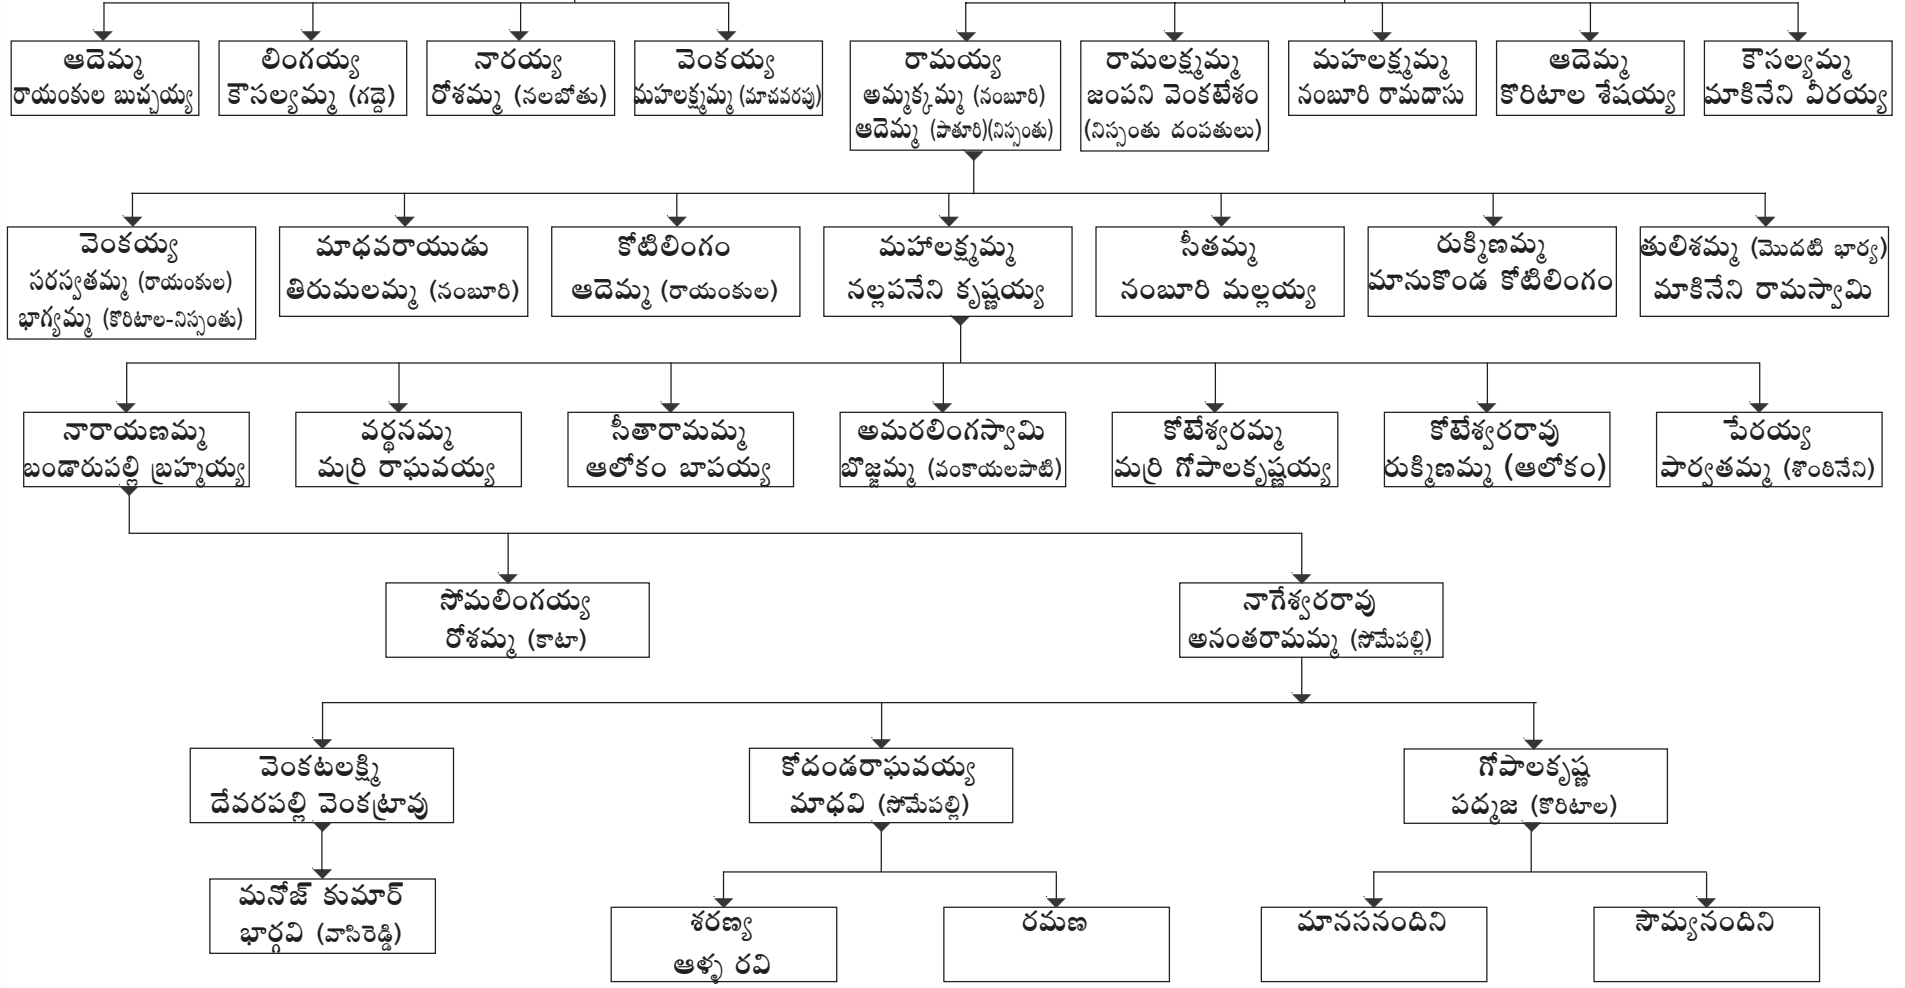 ఆదెమ్మ
రాయంకుల బుచ్చయ్య
లింగయ్య
కౌసల్యమ్మ (గద్దె)
నారయ్య
రోశమ్మ (నలబోతు)
వెంకయ్య
మహలక్ష్మమ్మ (మాచవరపు)
రామయ్య
అమ్మక్కమ్మ (నంబూరి)
ఆదెమ్మ (పాతూరి)(నిస్సంతు)
రామలక్ష్మమ్మ
జంపని వెంకటేశం
(నిస్సంతు దంపతులు)
మహలక్ష్మమ్మ
నంబూరి రామదాసు
ఆదెమ్మ
కొరిటాల శేషయ్య
కౌసల్యమ్మ
మాకినేని వీరయ్య
వెంకయ్య
సరస్వతమ్మ (రాయంకుల)
భాగ్యమ్మ (కొరిటాల-నిస్సంతు)
మాధవరాయుడు
తిరుమలమ్మ (నంబూరి)
కోటిలింగం
ఆదెమ్మ (రాయంకుల)
మహాలక్ష్మమ్మ
నల్లపనేని కృష్ణయ్య
సీతమ్మ
నంబూరి మల్లయ్య
రుక్మిణమ్మ
మానుకొండ కోటిలింగం
తులిశమ్మ (మొదటి భార్య)
మాకినేని రామస్వామి
నారాయణమ్మ
బండారుపల్లి బ్రహ్మయ్య
వర్థనమ్మ
మర్రి రాఘవయ్య
సీతారామమ్మ
ఆలోకం బాపయ్య
అమరలింగస్వామి
బొజ్జమ్మ (వంకాయలపాటి)
కోటేశ్వరమ్మ
మర్రి గోపాలకృష్ణయ్య
కోటేశ్వరరావు
రుక్మిణమ్మ (ఆలోకం)
పేరయ్య
పార్వతమ్మ (శొంఠినేని)
సోమలింగయ్య
రోశమ్మ (కాటా)
నాగేశ్వరరావు
అనంతరామమ్మ (సోమేపల్లి)
వెంకటలక్ష్మి
దేవరపల్లి వెంకట్రావు
కోదండరాఘవయ్య
మాధవి (సోమేపల్లి)
గోపాలకృష్ణ
పద్మజ (కొరిటాల)
మనోజ్ కుమార్
భార్గవి (వాసిరెడ్డి)
శరణ్య
ఆళ్ళ రవి
రమణ
మానసనందిని
సౌమ్యనందిని